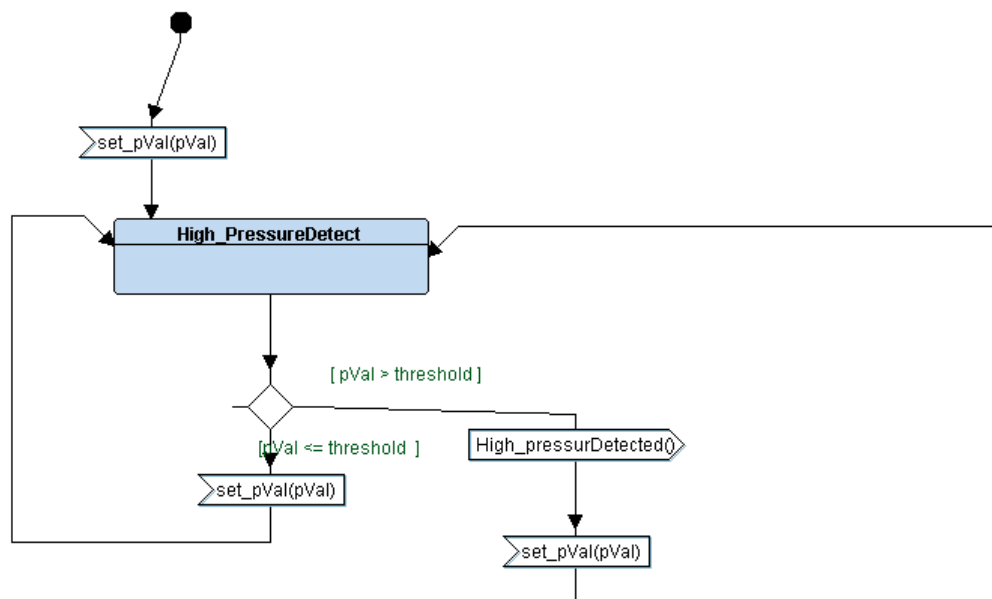 set_pVal(pVal)
High_PressureDetect
[ pVal > threshold ]
[pVal <= threshold ]
High_pressurDetected()
set_pVal(pVal)
set_pVal(pVal)